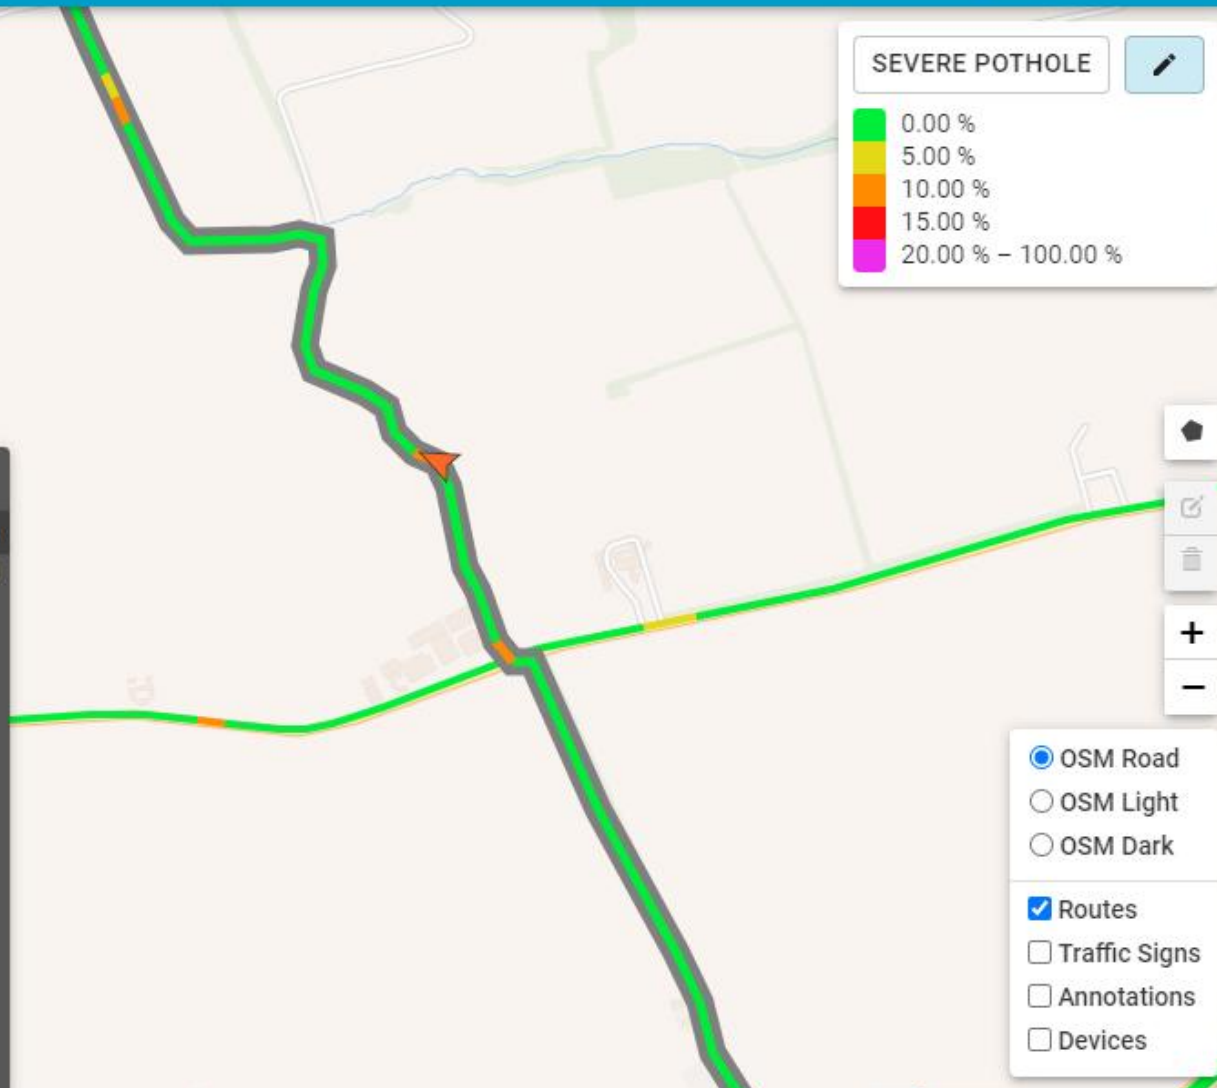 SEVERE POTHOLE
0.00 %
5.00 %
10.00 %
15.00 %
20.00 % – 100.00 %
+
−
OSM Road
OSM Light
OSM Dark
Routes
Traffic Signs
Annotations
Devices